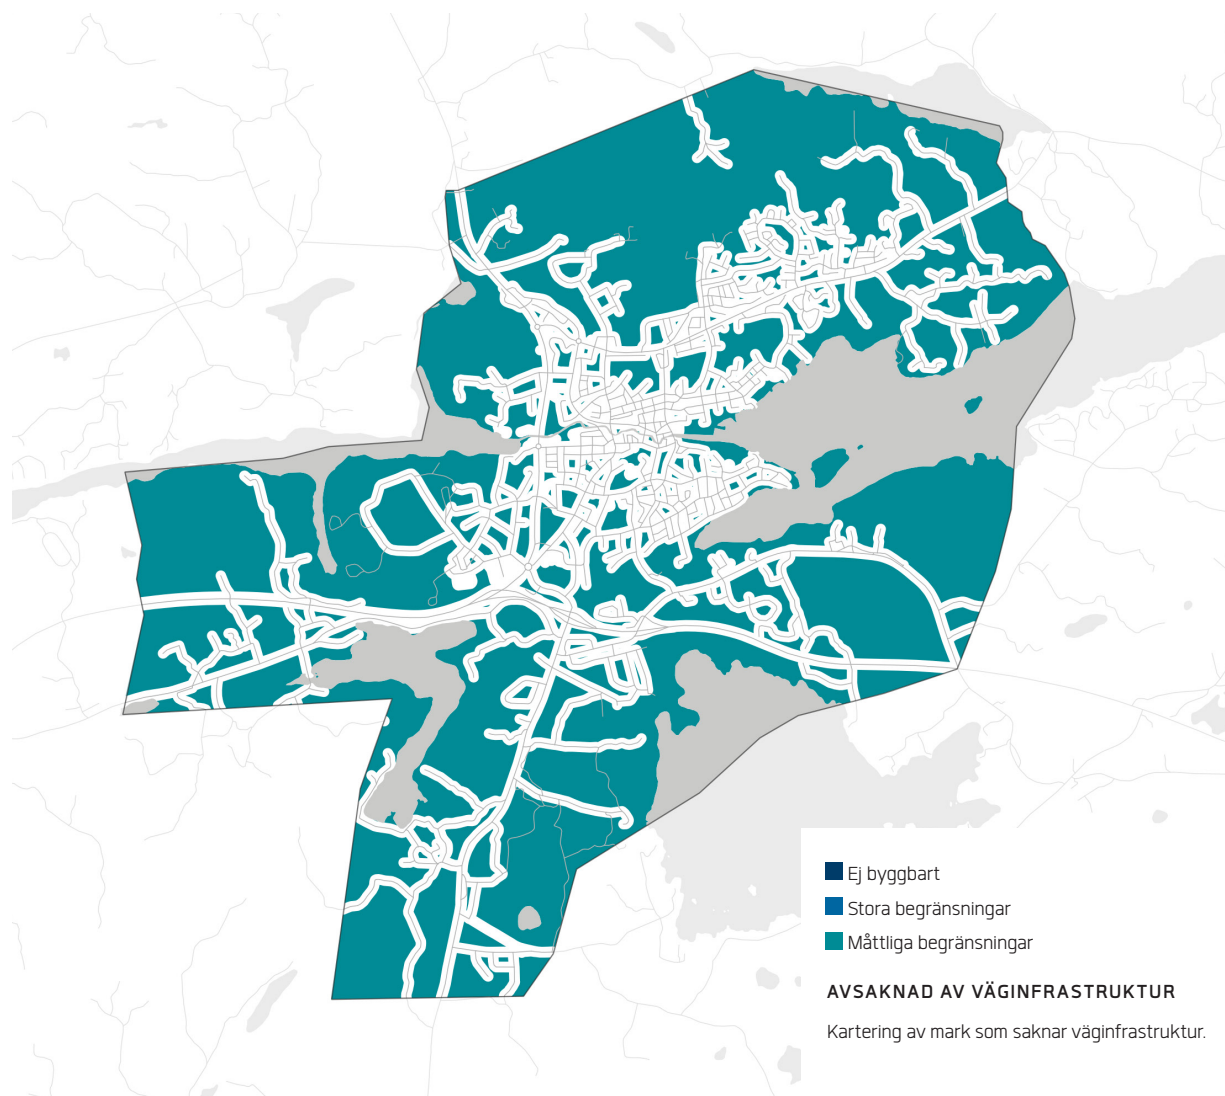 Ej byggbart
Stora begränsningar
Måttliga begränsningar
AVSAKNAD AV VÄGINFRASTRUKTUR
Kartering av mark som saknar väginfrastruktur.